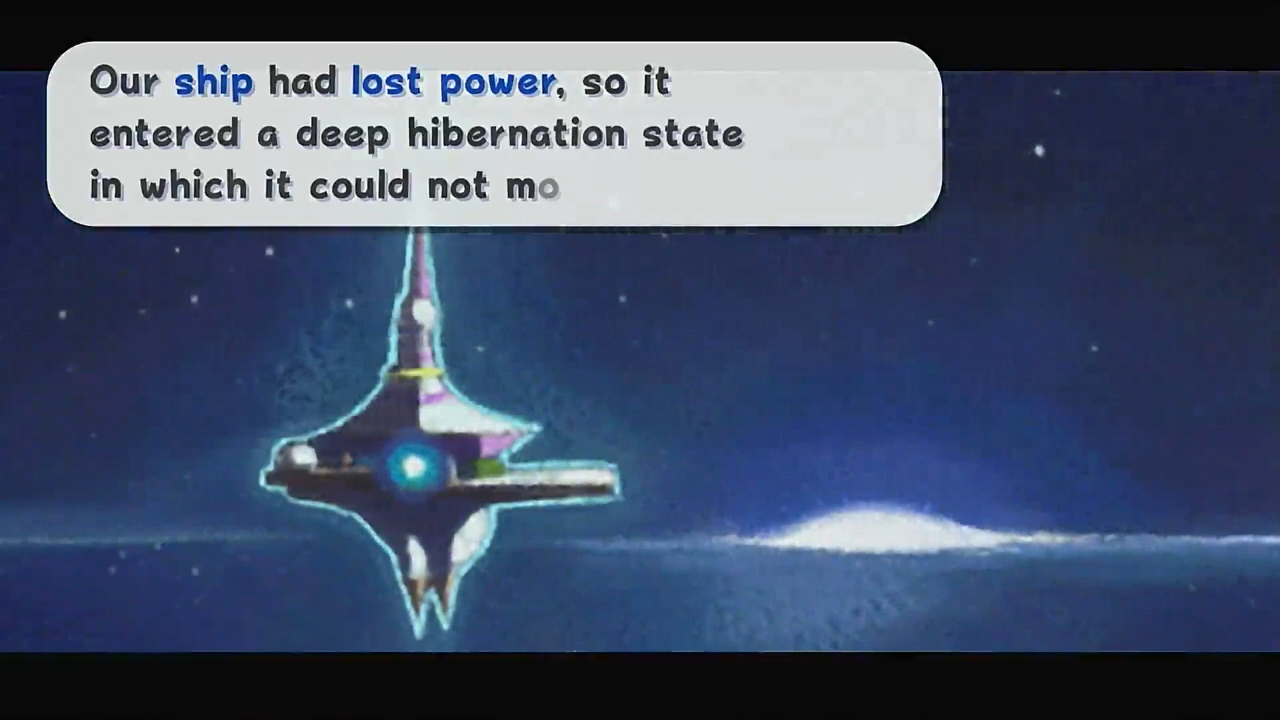 Our ship had lost power, so it
entered a deep hibernation state
in which it could not mo